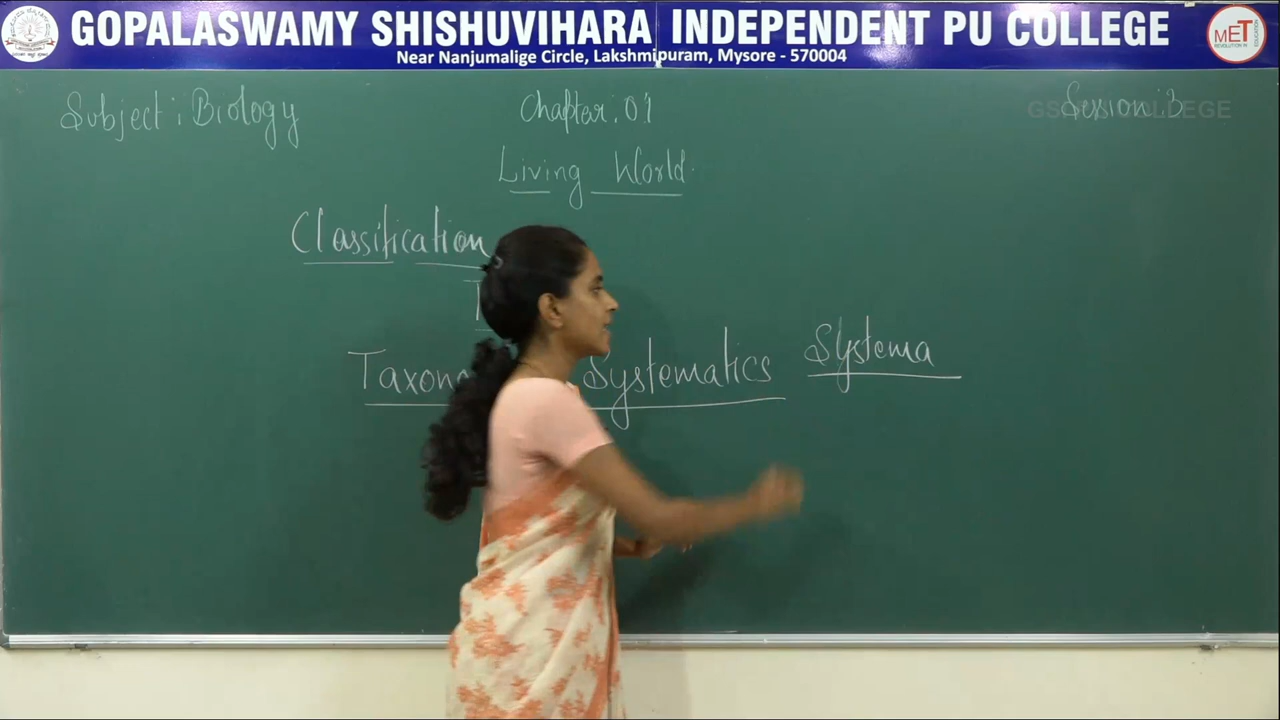 GOPALASWAMY SHISHUVIHARA INDEPENDENT PU COLLEGE
Near Nanjumalige Circle, Lakshmipuram, Mysore - 570004
MET
Subject : Biology Chapter : 01 Session : 3
Living World
Classification
Systematics Systema